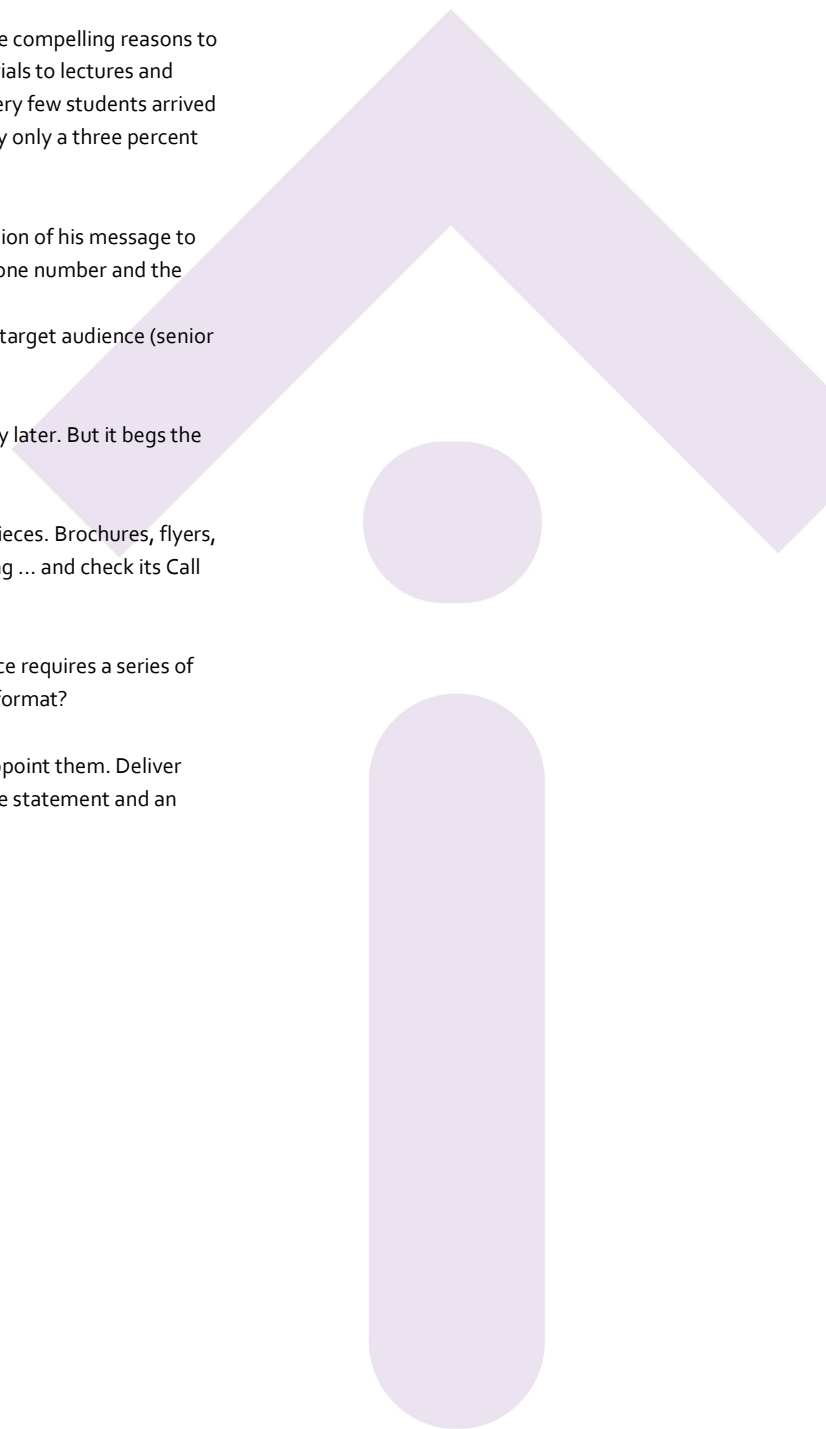 e compelling reasons to
ials to lectures and
ery few students arrived
y only a three percent
ion of his message to
one number and the
target audience (senior
y later. But it begs the
ieces. Brochures, flyers,
g … and check its Call
ce requires a series of
format?
point them. Deliver
e statement and an